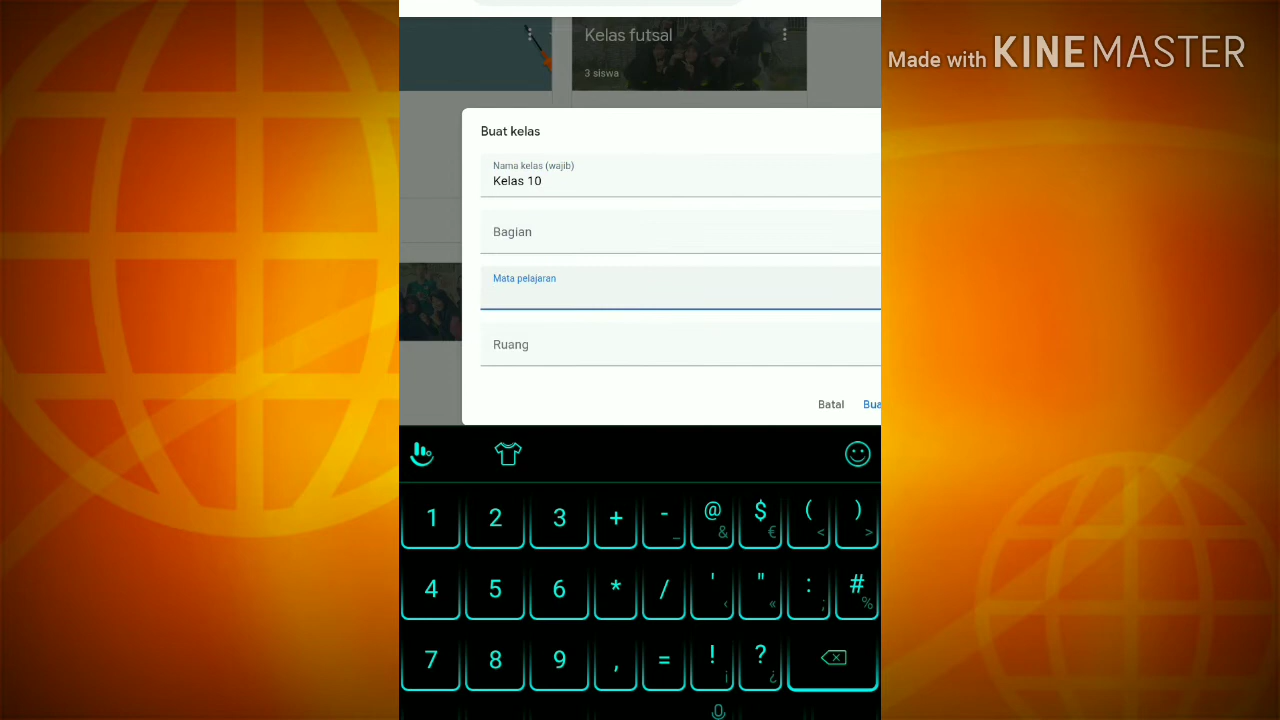 Made with KINEMASTER
Kelas futsal
3 siswa
Buat kelas
Nama kelas (wajib)
Kelas 10
Bagian
Mata pelajaran
Ruang
Batal Bua
1 2 3 + - _ @ & $ € ( < ) >
4 5 6 * / ' ‹ " « : ; # %
7 8 9 , = ! ¡ ? ¿